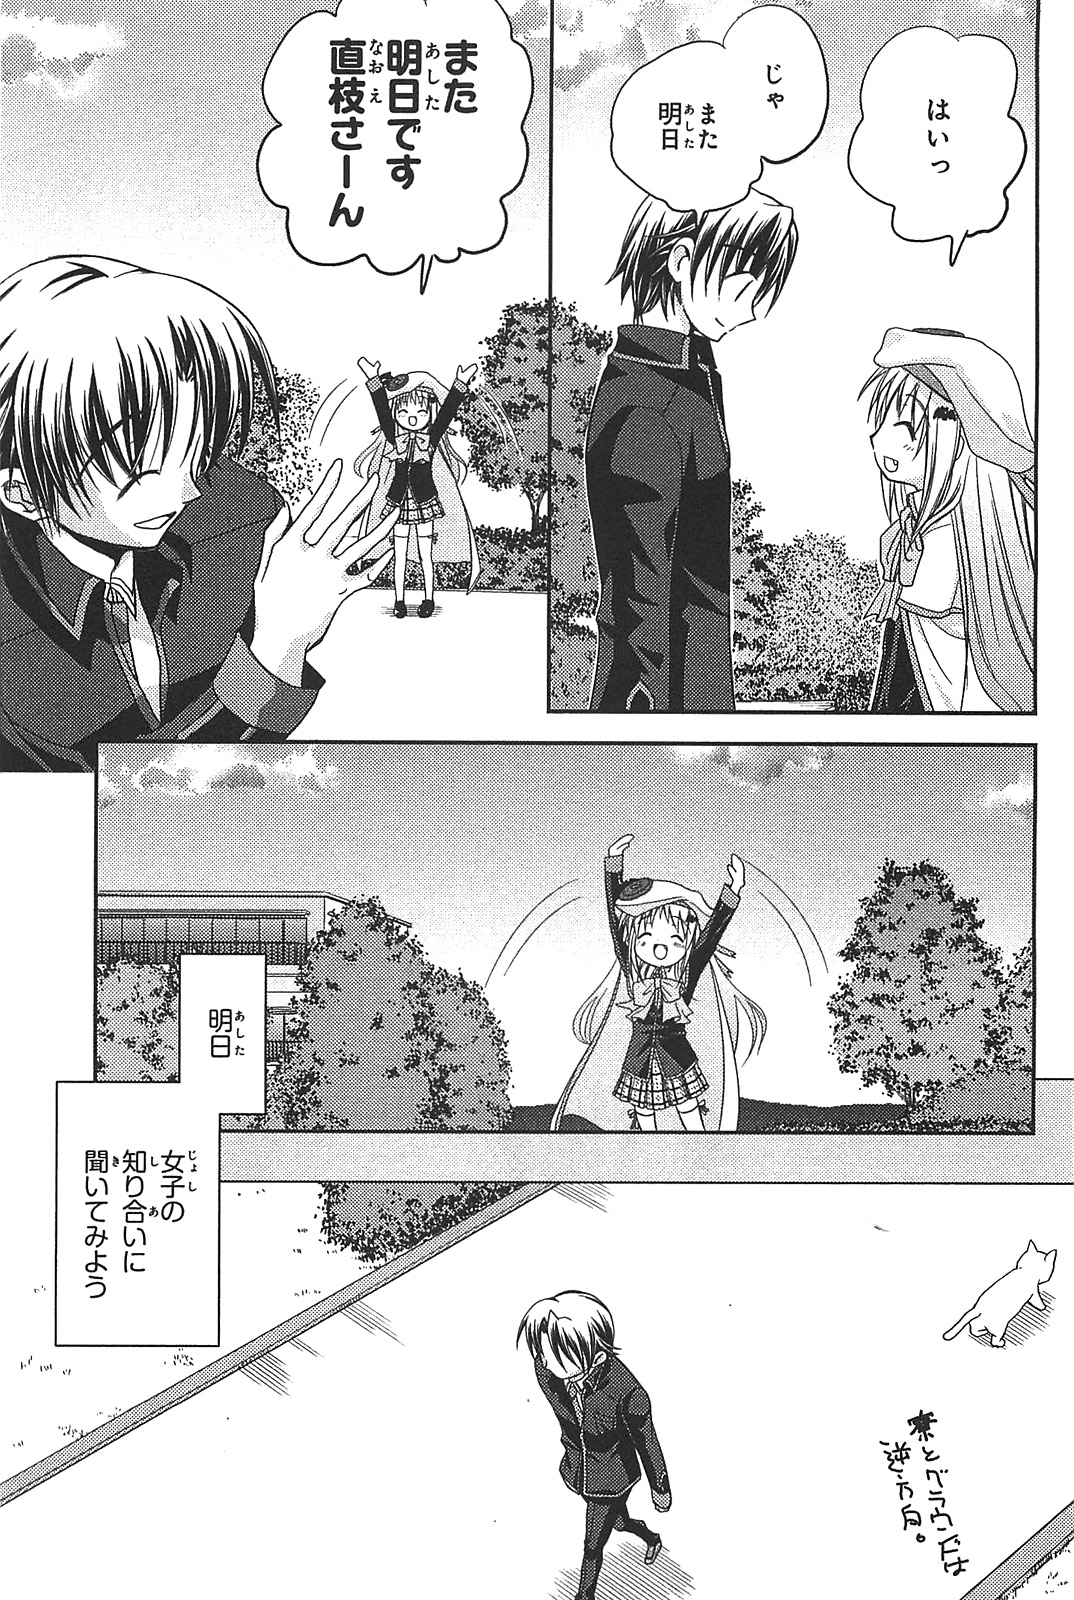 はいっ
じゃ
また
明日
また
明日です
直枝さーん
明日
女子の
知り合いに
聞いてみよう
寮とグラウンドは
逆方向。